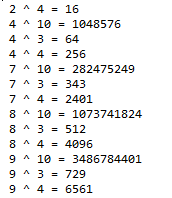 2 ^ 4 = 16
4 ^ 10 = 1048576
4 ^ 3 = 64
4 ^ 4 = 256
7 ^ 10 = 282475249
7 ^ 3 = 343
7 ^ 4 = 2401
8 ^ 10 = 1073741824
8 ^ 3 = 512
8 ^ 4 = 4096
9 ^ 10 = 3486784401
9 ^ 3 = 729
9 ^ 4 = 6561